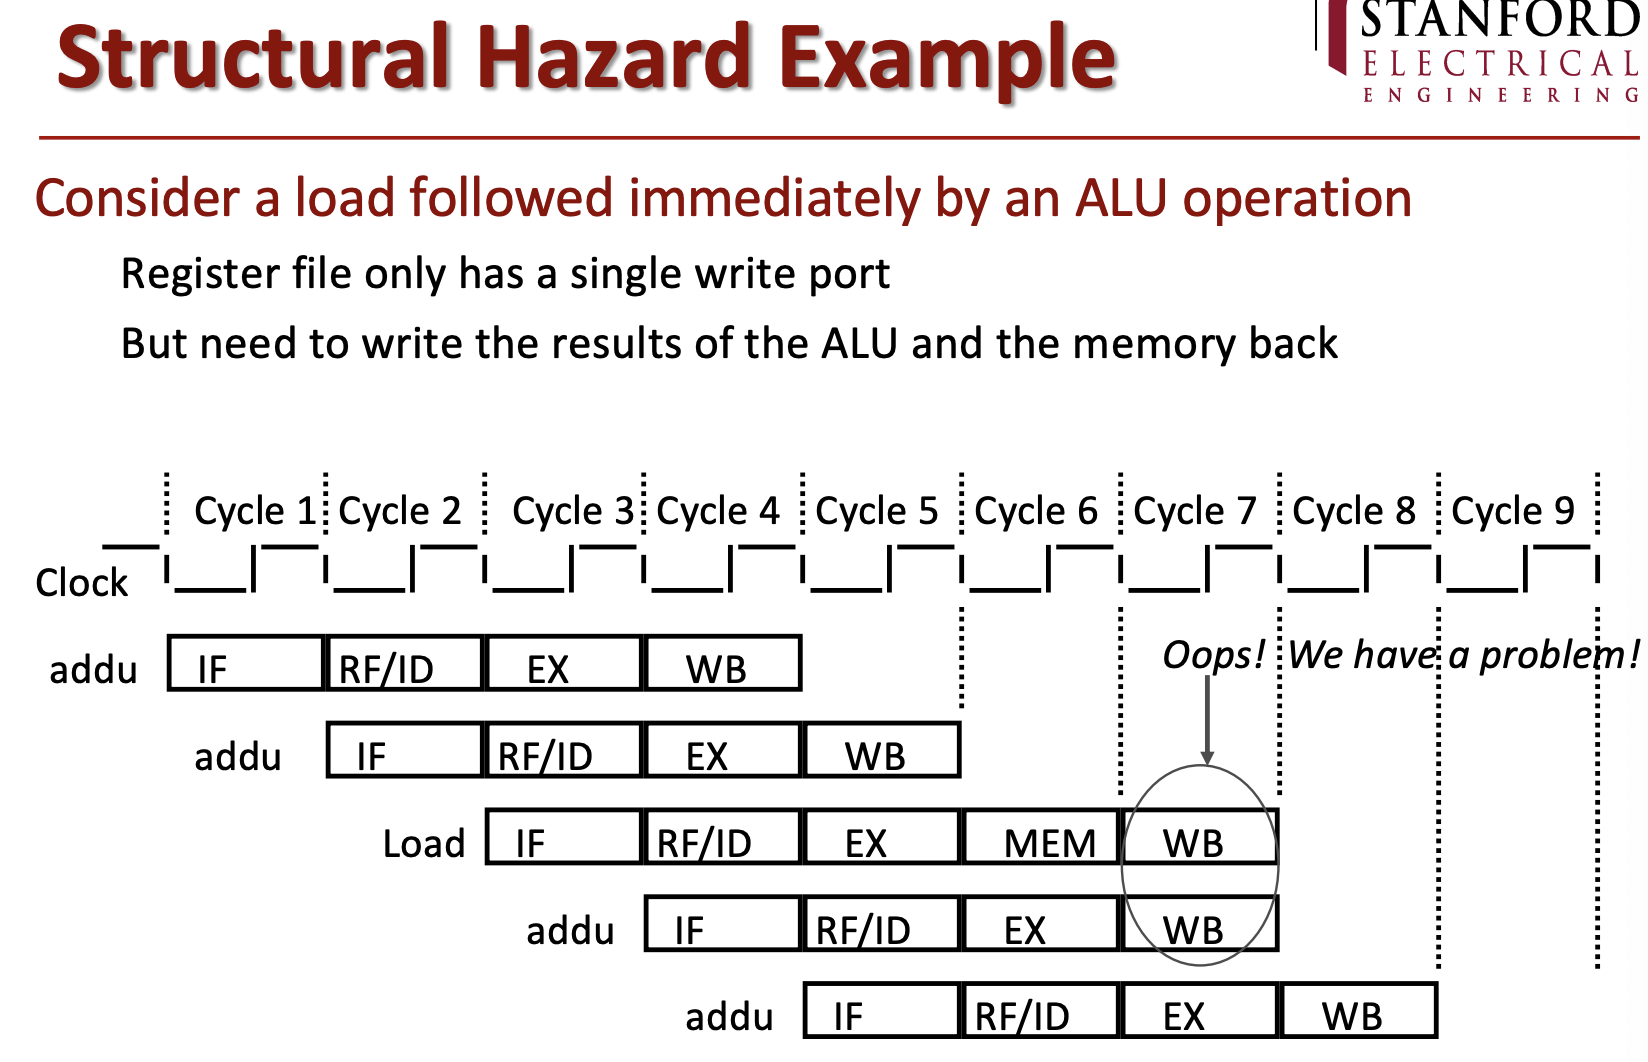 Structural Hazard Example
STANFORD
ELECTRICAL
ENGINEERING
Consider a load followed immediately by an ALU operation
Register file only has a single write port
But need to write the results of the ALU and the memory back
Cycle 1 Cycle 2 Cycle 3 Cycle 4 Cycle 5 Cycle 6 Cycle 7 Cycle 8 Cycle 9
Clock
Oops! We have a problem!
addu IF RF/ID EX WB
addu IF RF/ID EX WB
Load IF RF/ID EX MEM WB
addu IF RF/ID EX WB
addu IF RF/ID EX WB